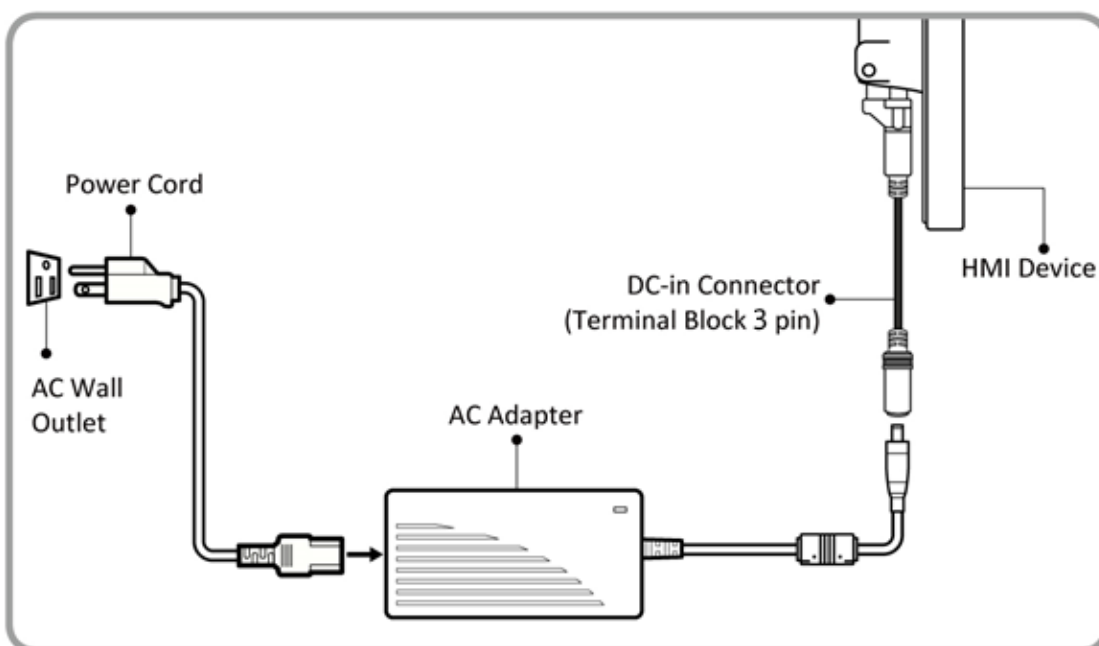 Power Cord
HMI Device
DC-in Connector
(Terminal Block 3 pin)
AC Wall
Outlet
AC Adapter